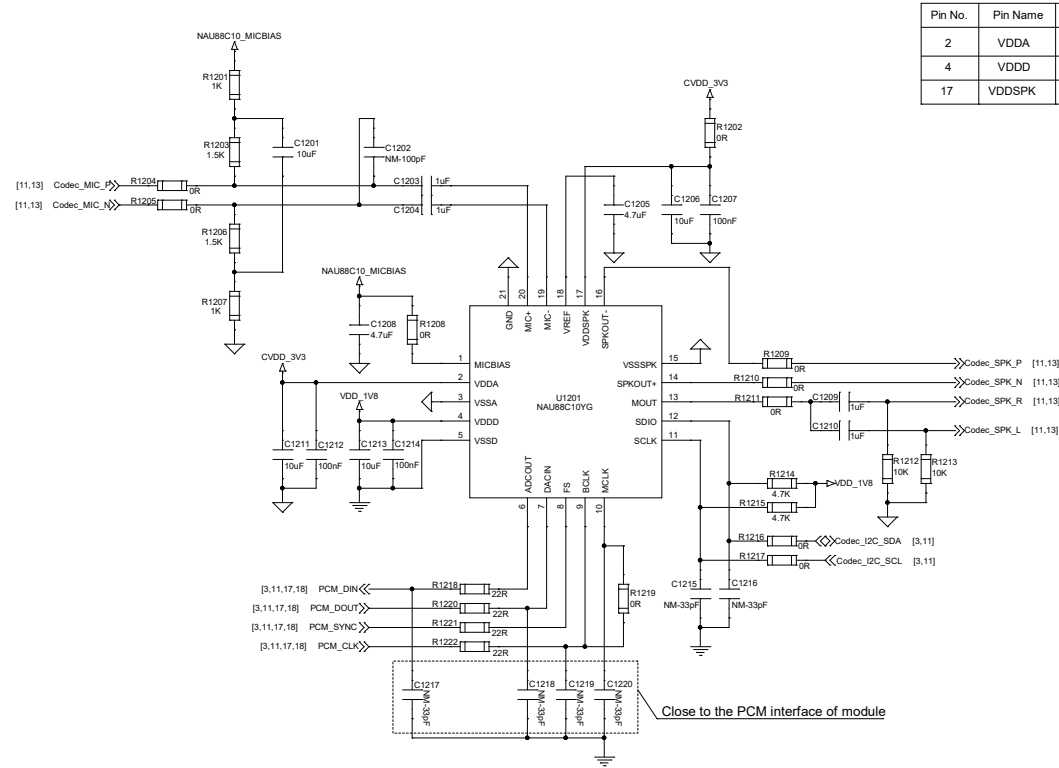 Pin No. Pin Name
2 VDDA
4 VDDD
17 VDDSPK
NAU88C10_MICBIAS
R1201
1K
R1203
1.5K
C1201
10uF
C1202
NM-100pF
CVDD_3V3
R1202
0R
[11,13] Codec_MIC_P R1204 0R
C1203 1uF
[11,13] Codec_MIC_N R1205 0R
C1204 1uF
C1205
4.7uF
C1206
10uF
C1207
100nF
R1206
1.5K
R1207
1K
NAU88C10_MICBIAS
C1208
4.7uF
R1208
0R
21 20 19 18 17 16
GND MIC+ MIC- VREF VDDSPK SPKOUT-
1 MICBIAS
2 VDDA
3 VSSA
4 VDDD
5 VSSD
U1201
NAU88C10YG
VSSSPK 15
SPKOUT+ 14
MOUT 13
SDIO 12
SCLK 11
ADCOUT DACIN FS BCLK MCLK
6 7 8 9 10
CVDD_3V3
VDD_1V8
C1211
10uF
C1212
100nF
C1213
10uF
C1214
100nF
R1209 0R Codec_SPK_P [11,13]
R1210 0R Codec_SPK_N [11,13]
R1211 0R C1209 1uF Codec_SPK_R [11,13]
C1210 1uF Codec_SPK_L [11,13]
R1212
10K
R1213
10K
R1214
4.7K
VDD_1V8
R1215
4.7K
R1216 0R Codec_I2C_SDA [3,11]
R1217 0R Codec_I2C_SCL [3,11]
C1215
NM-33pF
C1216
NM-33pF
R1219
0R
[3,11,17,18] PCM_DIN R1218 22R
[3,11,17,18] PCM_DOUT R1220 22R
[3,11,17,18] PCM_SYNC R1221 22R
[3,11,17,18] PCM_CLK R1222 22R
C1217
NM-33pF
C1218
NM-33pF
C1219
NM-33pF
C1220
NM-33pF
Close to the PCM interface of module